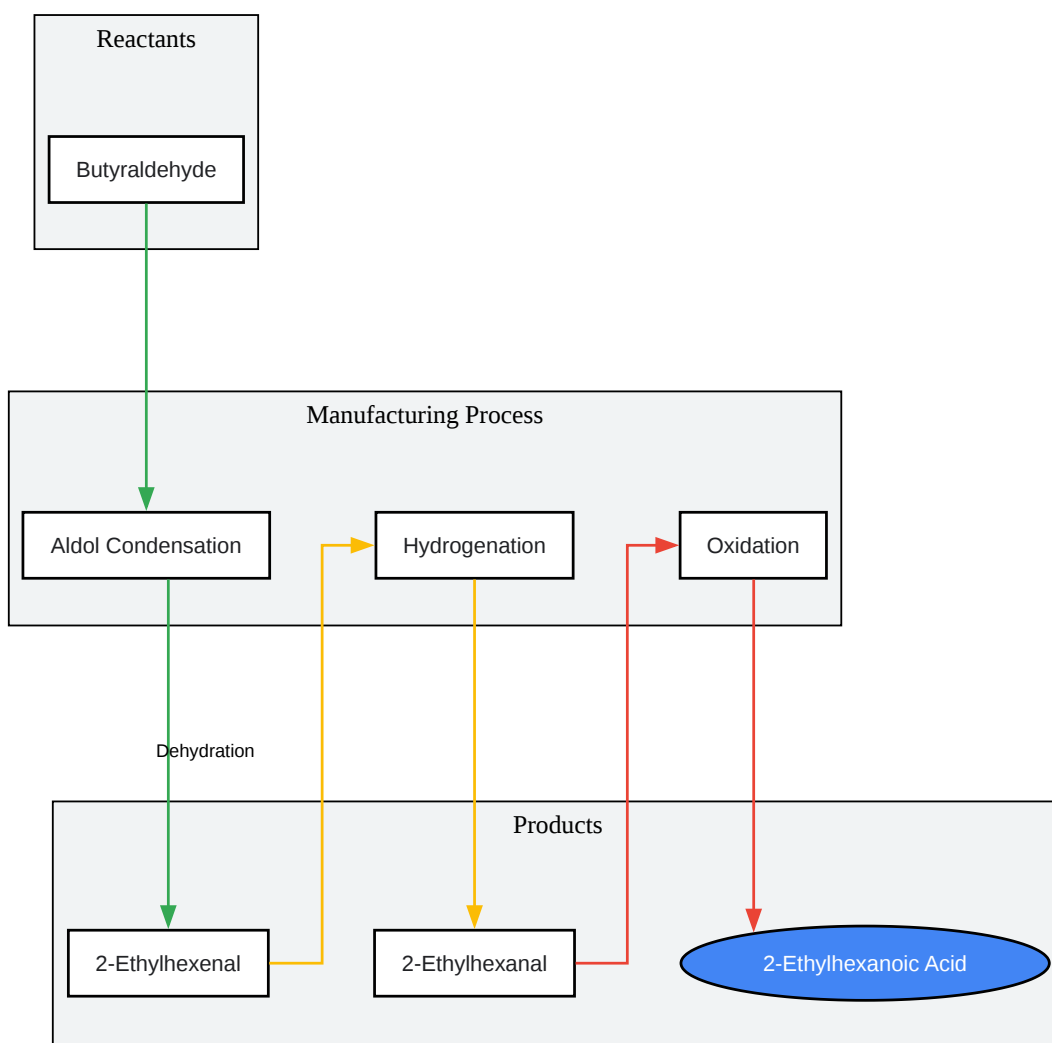 Reactants
Butyraldehyde
Manufacturing Process
Aldol Condensation
Hydrogenation
Oxidation
Dehydration
Products
2-Ethylhexenal
2-Ethylhexanal
2-Ethylhexanoic Acid